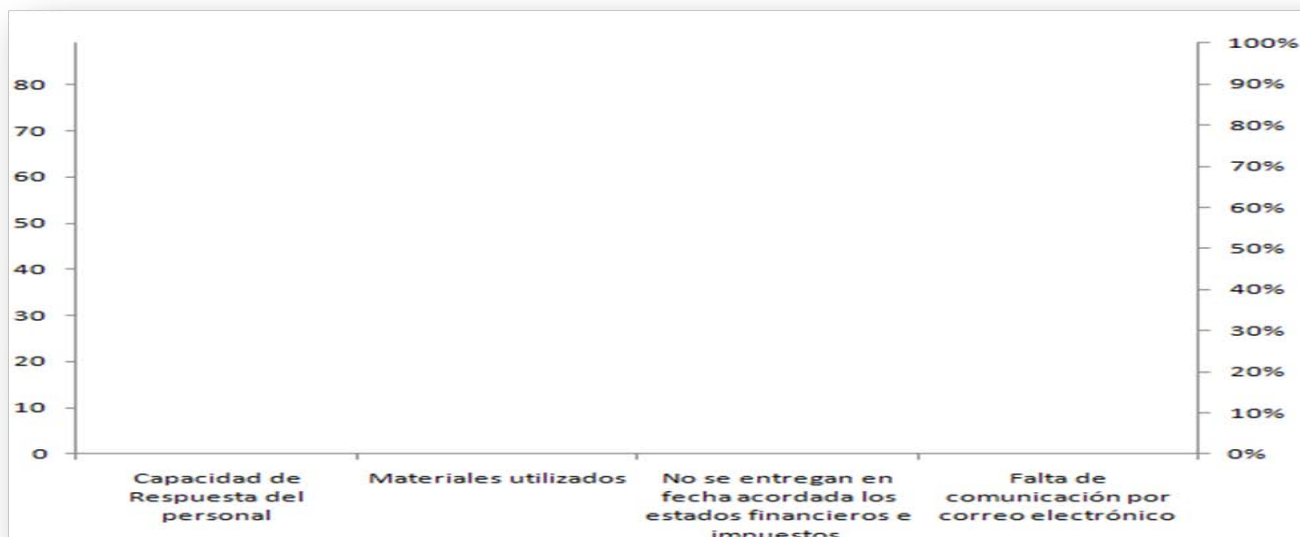 80
70
60
50
40
30
20
10
0
100%
90%
80%
70%
60%
50%
40%
30%
20%
10%
0%
Capacidad de
Respuesta del
personal
Materiales utilizados
No se entregan en
fecha acordada los
estados financieros e
impuestos
Falta de
comunicación por
correo electrónico